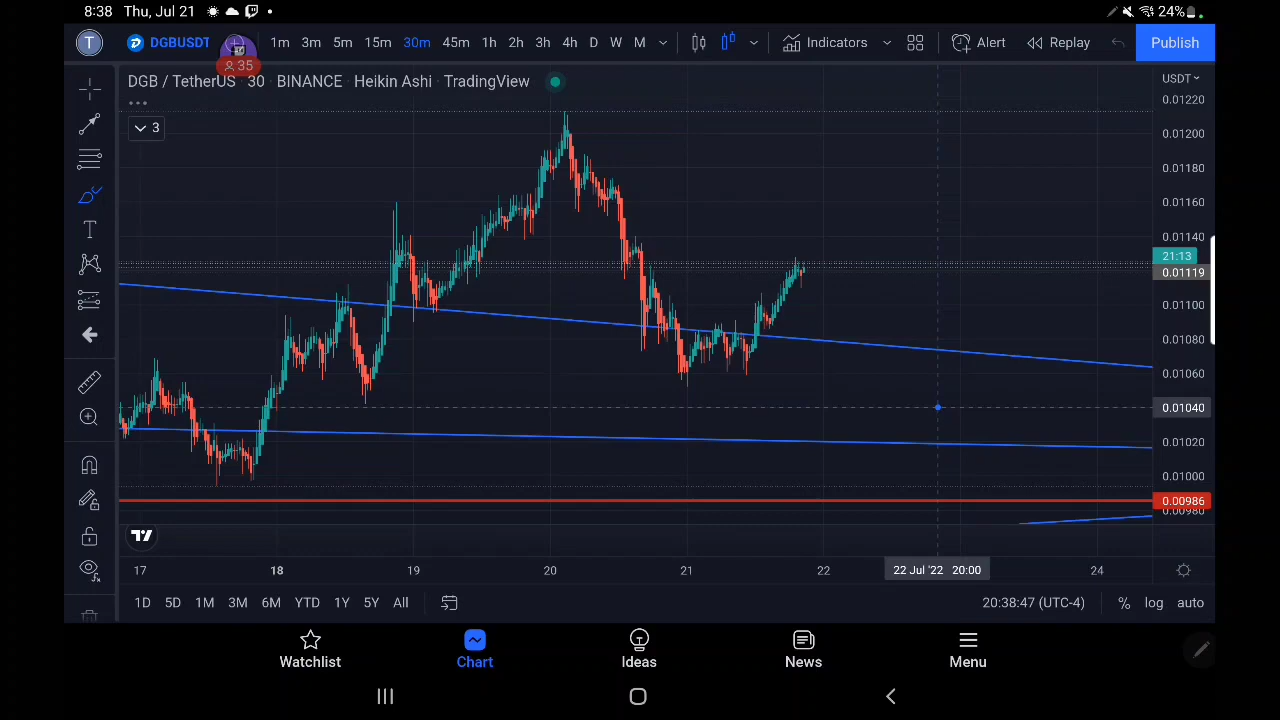 8:38 Thu, Jul 21 24%
T DGBUSDT 1m 3m 5m 15m 30m 45m 1h 2h 3h 4h D W M Indicators Alert Replay Publish
35
DGB / TetherUS · 30 · BINANCE · Heikin Ashi · TradingView
USDT
3
0.01220
0.01200
0.01180
0.01160
0.01140
21:13
0.01119
0.01100
0.01080
0.01060
0.01040
0.01020
0.01000
0.00986
0.00980
17 18 19 20 21 22 22 Jul '22 20:00 24
1D 5D 1M 3M 6M YTD 1Y 5Y All 20:38:47 (UTC-4) % log auto
Watchlist Chart Ideas News Menu